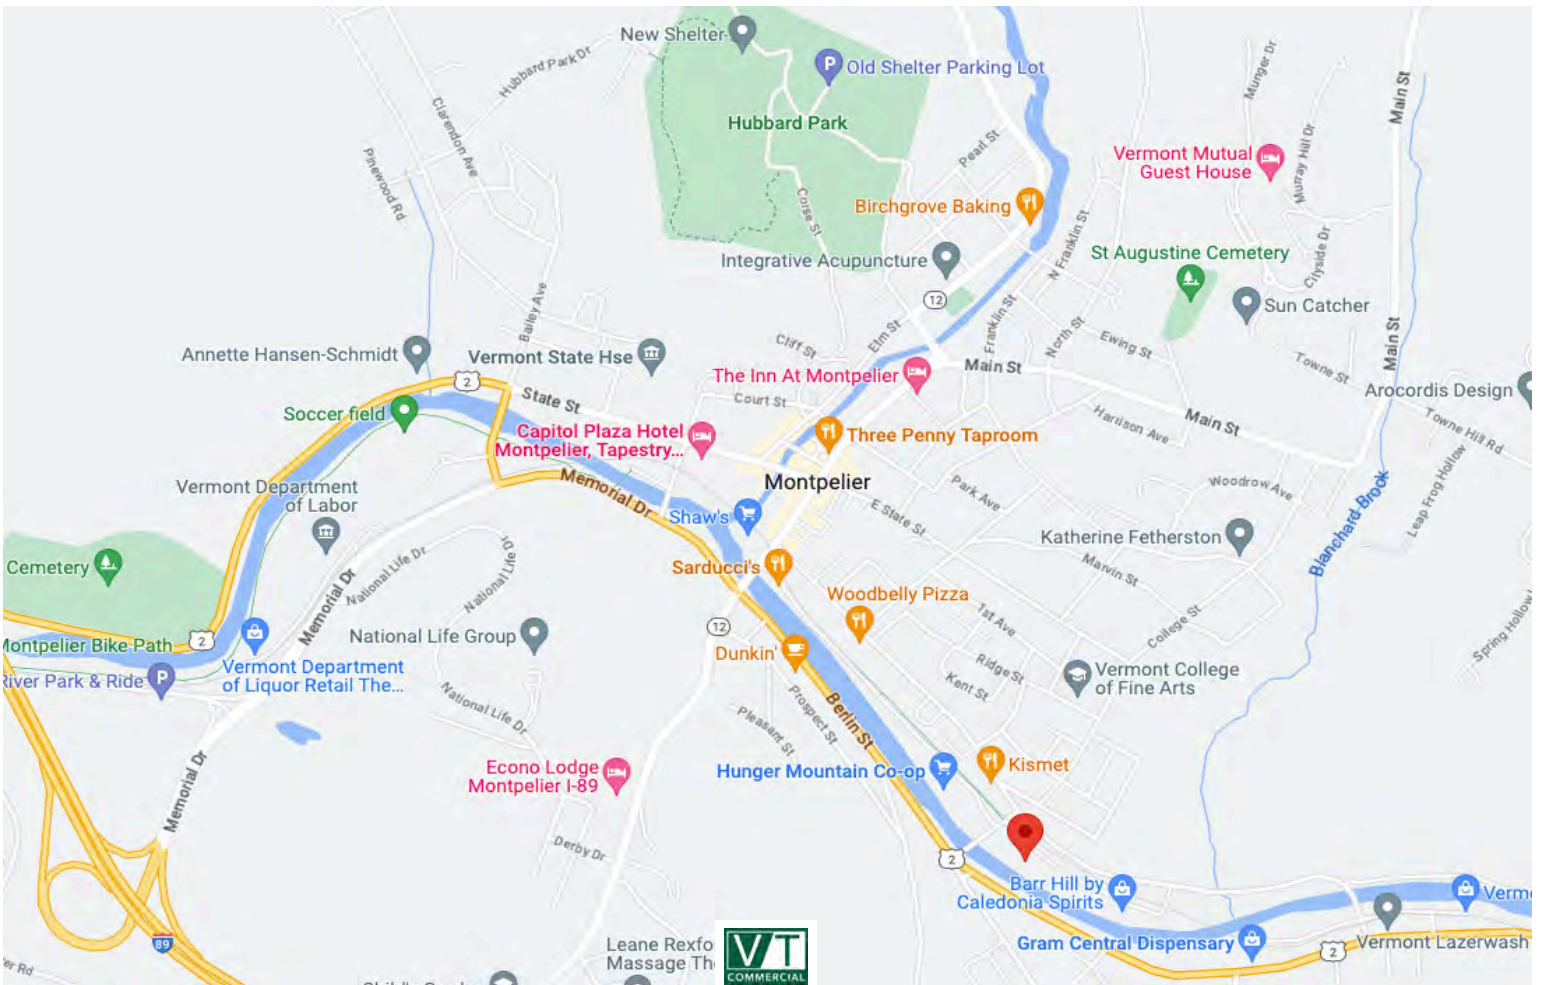 New Shelter
Old Shelter Parking Lot
Hubbard Park Dr
Munger Dr
Main St
Hubbard Park
Clarendon Ave
Pearl St
Vermont Mutual
Guest House
Murray Hill Dr
Pinewood Rd
Corse St
Birchgrove Baking
N Franklin St
Integrative Acupuncture
St Augustine Cemetery
Cityside Dr
12
Sun Catcher
Bailey Ave
Franklin St
Elm St
North St
Ewing St
Main St
Cliff St
Annette Hansen-Schmidt
Vermont State Hse
Main St
Towne St
The Inn At Montpelier
2
Arocordis Design
State St
Court St
Soccer field
Harrison Ave
Main St
Towne Hill Rd
Capitol Plaza Hotel
Montpelier, Tapestry...
Three Penny Taproom
Montpelier
Memorial Dr
Vermont Department
of Labor
Park Ave
Woodrow Ave
Leap Frog Hollow
Shaw's
E State St
Blanchard Brook
Katherine Fetherston
Cemetery
National Life Dr
National Life Dr
Sarducci's
Marvin St
Memorial Dr
Woodbelly Pizza
1st Ave
College St
Spring Hollow
Montpelier Bike Path
2
National Life Group
12
Dunkin'
River Park & Ride
Vermont Department
of Liquor Retail The...
Ridge St
Kent St
Vermont College
of Fine Arts
National Life Dr
Prospect St
Pleasant St
Berlin St
Econo Lodge
Montpelier I-89
Hunger Mountain Co-op
Kismet
Memorial Dr
Derby Dr
2
Barr Hill by
Caledonia Spirits
Verm
89
Leane Rexfo
Massage Th
VT
COMMERCIAL
Gram Central Dispensary
2
Vermont Lazerwash
er Rd